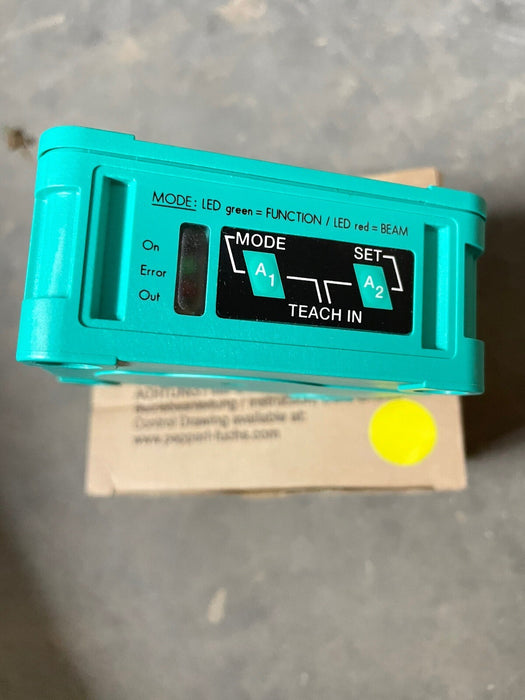 MODE: LED green = FUNCTION / LED red = BEAM
On
Error
Out
MODE
SET
A1
A2
TEACH IN
Betriebsanleitung /
Control Drawing available at:
www.pepperl-fuchs.com